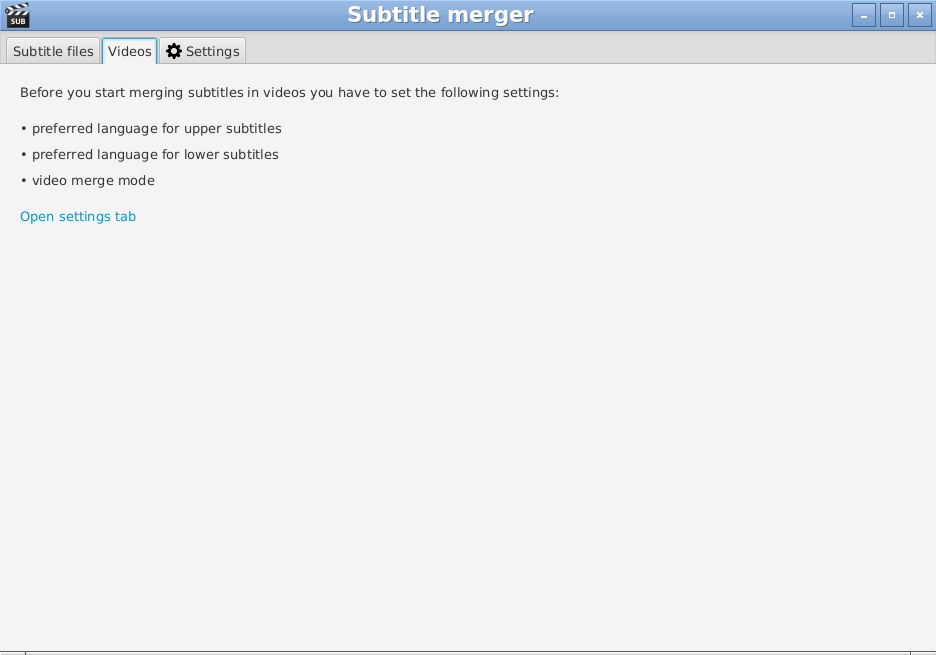 SUB
Subtitle merger
Subtitle files
Videos
Settings
Before you start merging subtitles in videos you have to set the following settings:
• preferred language for upper subtitles
• preferred language for lower subtitles
• video merge mode
Open settings tab